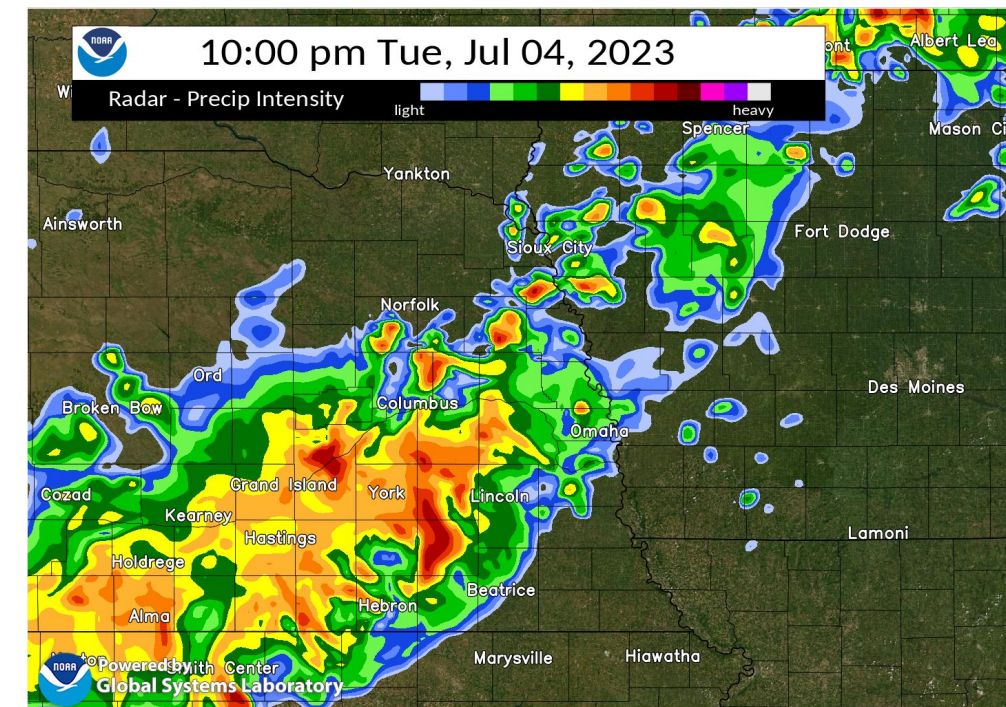 NOAA
10:00 pm Tue, Jul 04, 2023
Radar - Precip Intensity
light
heavy
Albert Lea
Spencer
Yankton
Ainsworth
Fort Dodge
Sioux City
Norfolk
Ord
Des Moines
Columbus
Broken Bow
Omaha
Grand Island
York
Lincoln
Cozad
Kearney
Lamoni
Hastings
Holdrege
Beatrice
Hebron
Alma
Marysville
Hiawatha
Smith Center
NOAA
Powered by
Global Systems Laboratory